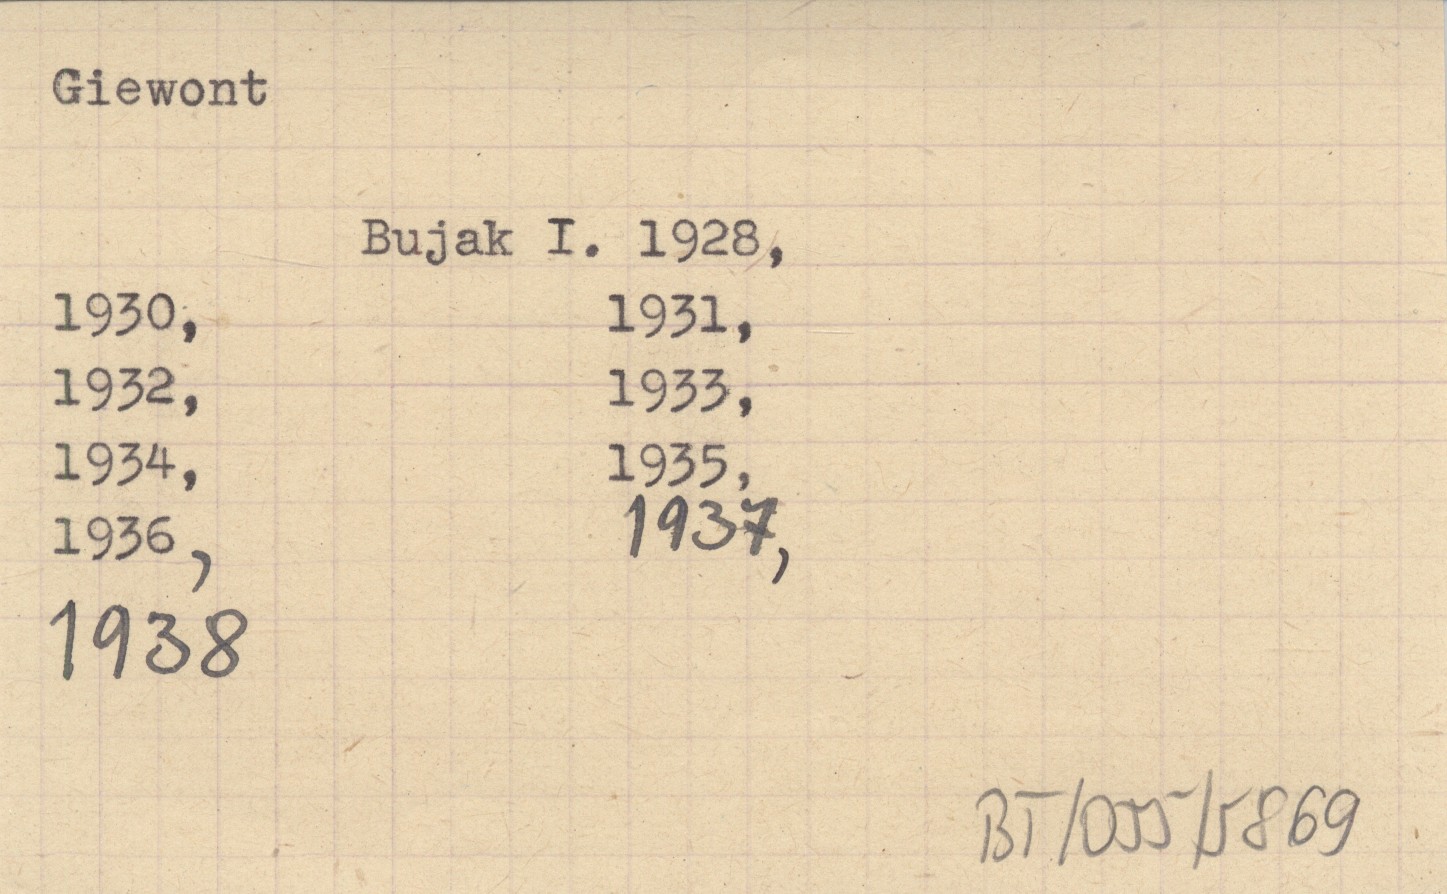 Giewont
Bujak I. 1928,
1930, 1931,
1932, 1933,
1934, 1935,
1936, 1937,
1938
BT/055/5869